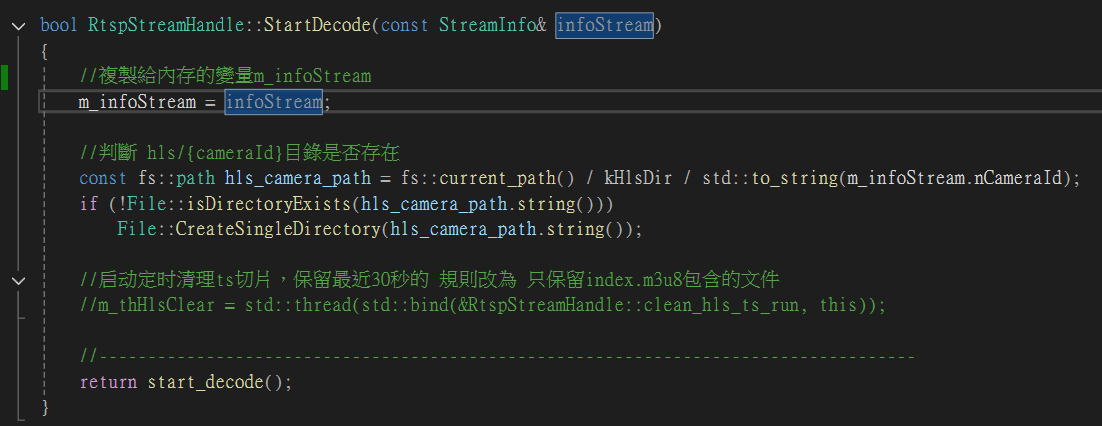 bool RtspStreamHandle::StartDecode(const StreamInfo& infoStream)
{
//複製給內存的變量m_infoStream
m_infoStream = infoStream;
//判斷 hls/{cameraId}目錄是否存在
const fs::path hls_camera_path = fs::current_path() / kHlsDir / std::to_string(m_infoStream.nCameraId);
if (!File::isDirectoryExists(hls_camera_path.string()))
File::CreateSingleDirectory(hls_camera_path.string());
//启动定时清理ts切片，保留最近30秒的 規則改為 只保留index.m3u8包含的文件
//m_thHlsClear = std::thread(std::bind(&RtspStreamHandle::clean_hls_ts_run, this));
//------------------------------------------------------------------------------------
return start_decode();
}